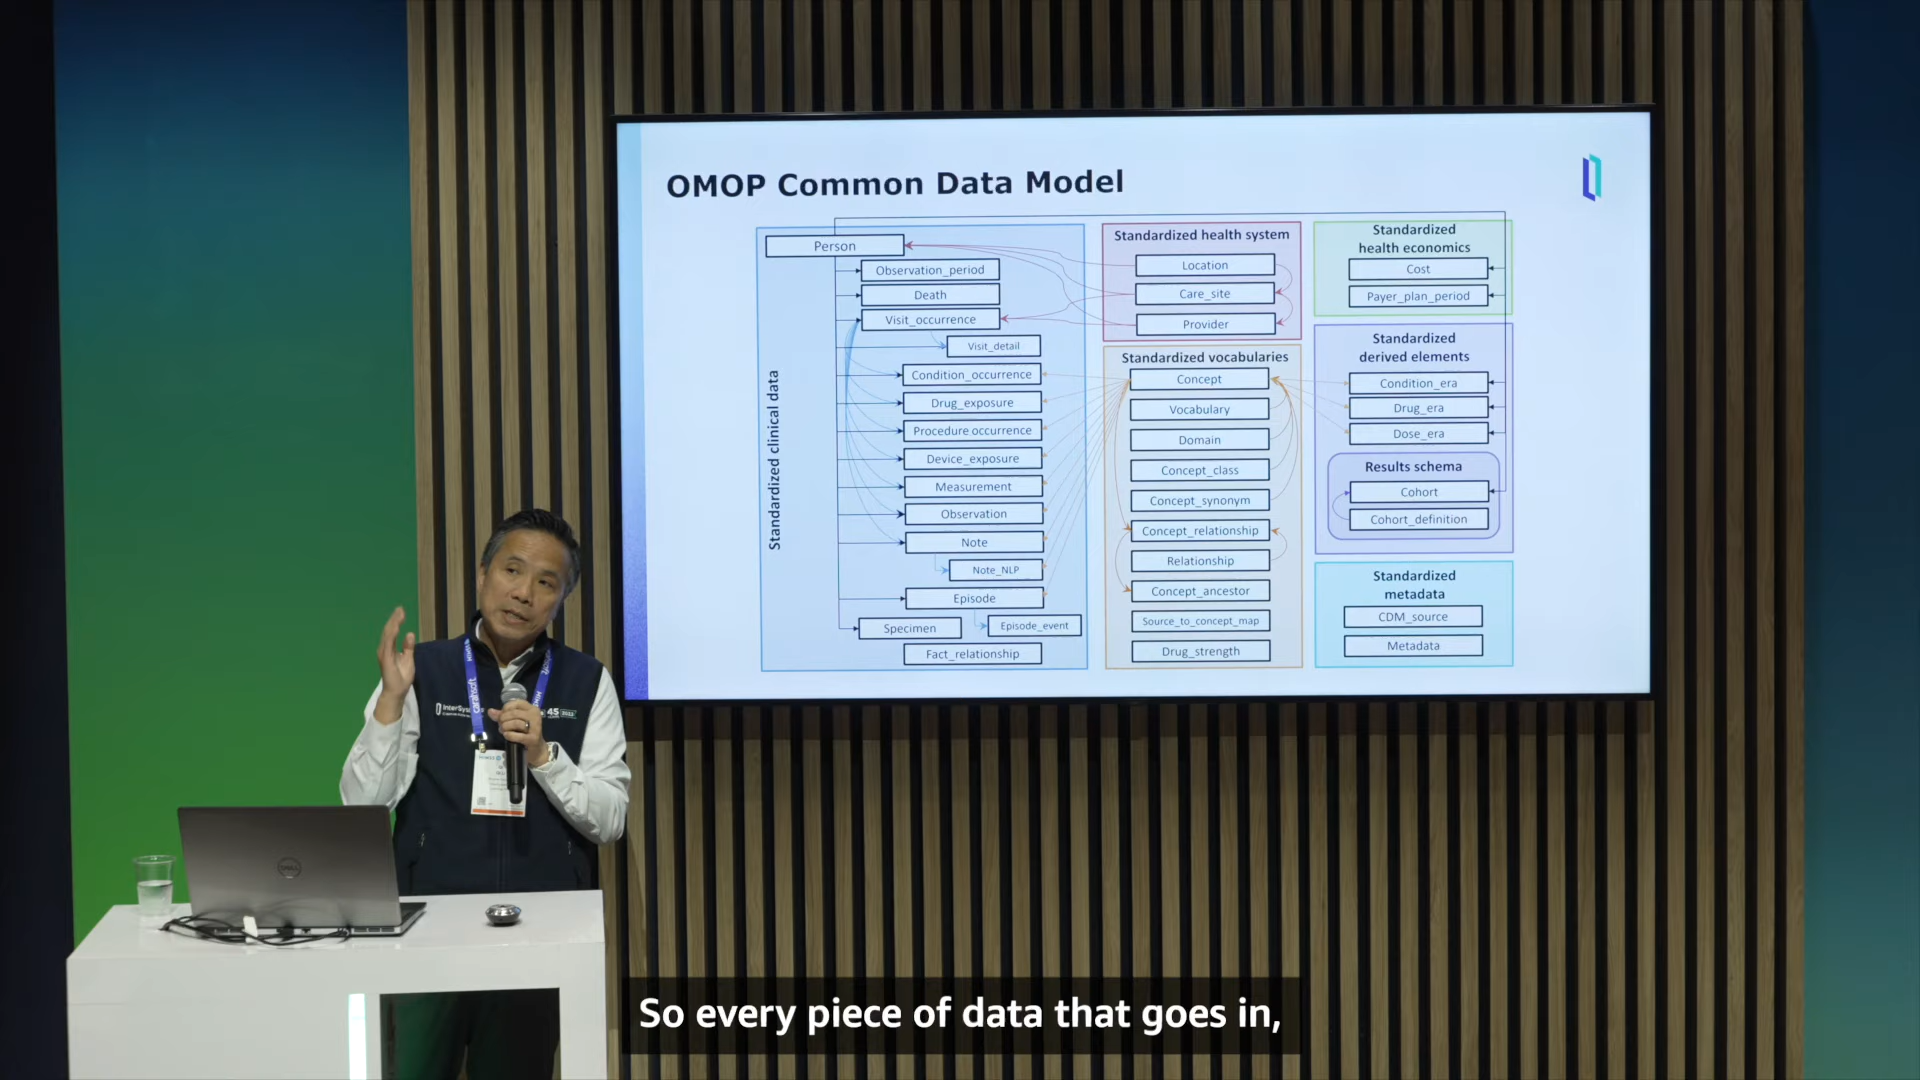 OMOP Common Data Model
Standardized clinical data
Person
Observation_period
Death
Visit_occurrence
Visit_detail
Condition_occurrence
Drug_exposure
Procedure occurrence
Device_exposure
Measurement
Observation
Note
Note_NLP
Episode
Specimen
Episode_event
Fact_relationship
Standardized health system
Location
Care_site
Provider
Standardized vocabularies
Concept
Vocabulary
Domain
Concept_class
Concept_synonym
Concept_relationship
Relationship
Concept_ancestor
Source_to_concept_map
Drug_strength
Standardized
health economics
Cost
Payer_plan_period
Standardized
derived elements
Condition_era
Drug_era
Dose_era
Results schema
Cohort
Cohort_definition
Standardized
metadata
CDM_source
Metadata
carahsoft
45
DELL
So every piece of data that goes in,